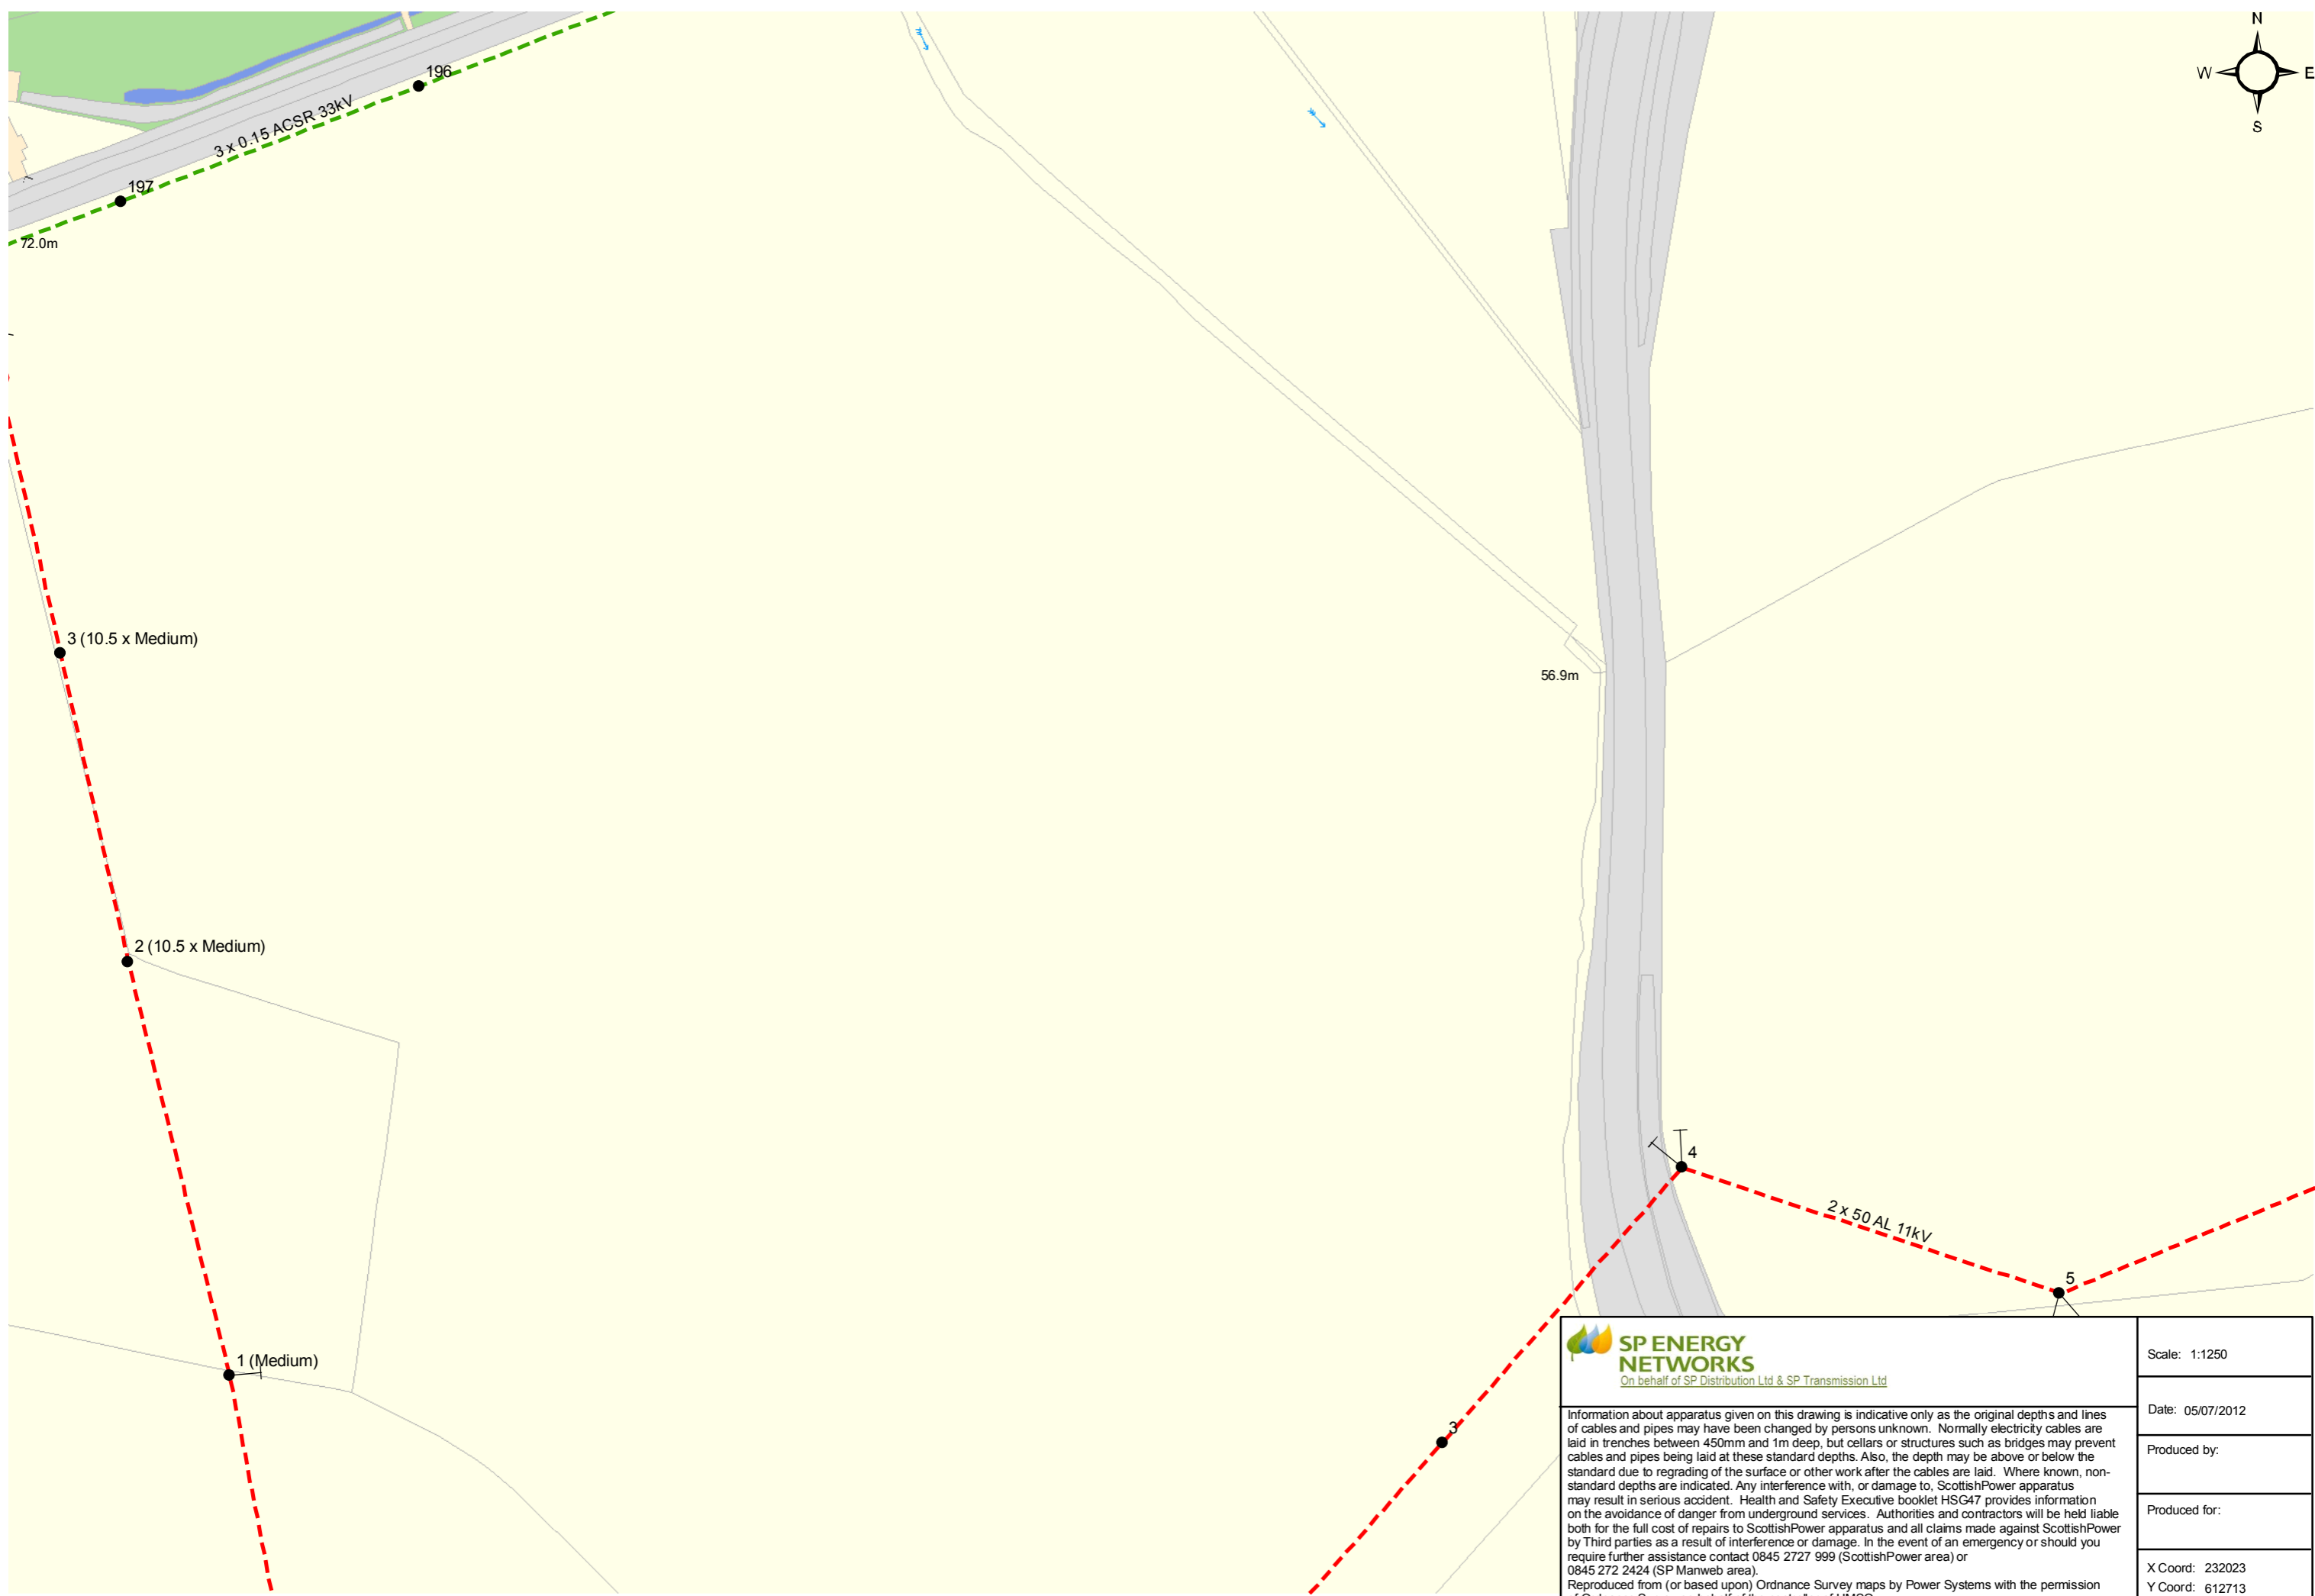 N
W E
S
196
3 x 0.15 ACSR 33kV
197
72.0m
3 (10.5 x Medium)
56.9m
2 (10.5 x Medium)
4
2 x 50 AL 11kV
5
1 (Medium)
3
SP ENERGY
NETWORKS
On behalf of SP Distribution Ltd & SP Transmission Ltd
Information about apparatus given on this drawing is indicative only as the original depths and lines
of cables and pipes may have been changed by persons unknown. Normally electricity cables are
laid in trenches between 450mm and 1m deep, but cellars or structures such as bridges may prevent
cables and pipes being laid at these standard depths. Also, the depth may be above or below the
standard due to regrading of the surface or other work after the cables are laid. Where known, non-
standard depths are indicated. Any interference with, or damage to, ScottishPower apparatus
may result in serious accident. Health and Safety Executive booklet HSG47 provides information
on the avoidance of danger from underground services. Authorities and contractors will be held liable
both for the full cost of repairs to ScottishPower apparatus and all claims made against ScottishPower
by Third parties as a result of interference or damage. In the event of an emergency or should you
require further assistance contact 0845 2727 999 (ScottishPower area) or
0845 272 2424 (SP Manweb area).
Reproduced from (or based upon) Ordnance Survey maps by Power Systems with the permission
Scale: 1:1250
Date: 05/07/2012
Produced by:
Produced for:
X Coord: 232023
Y Coord: 612713